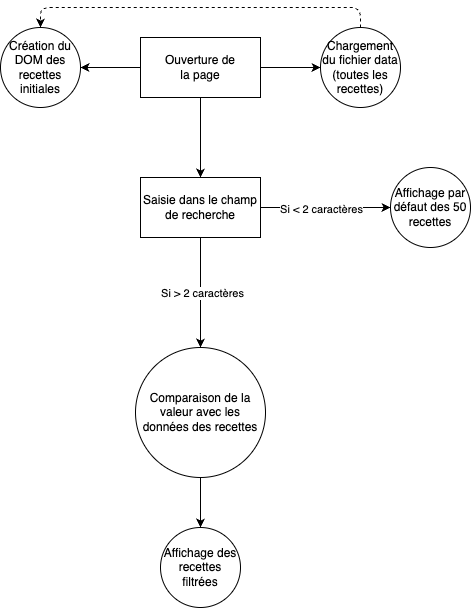 Création du
DOM des
recettes
initiales
Ouverture de
la page
Chargement
du fichier data
(toutes les
recettes)
Saisie dans le champ
de recherche
Si < 2 caractères
Affichage par
défaut des 50
recettes
Si > 2 caractères
Comparaison de la
valeur avec les
données des recettes
Affichage des
recettes
filtrées